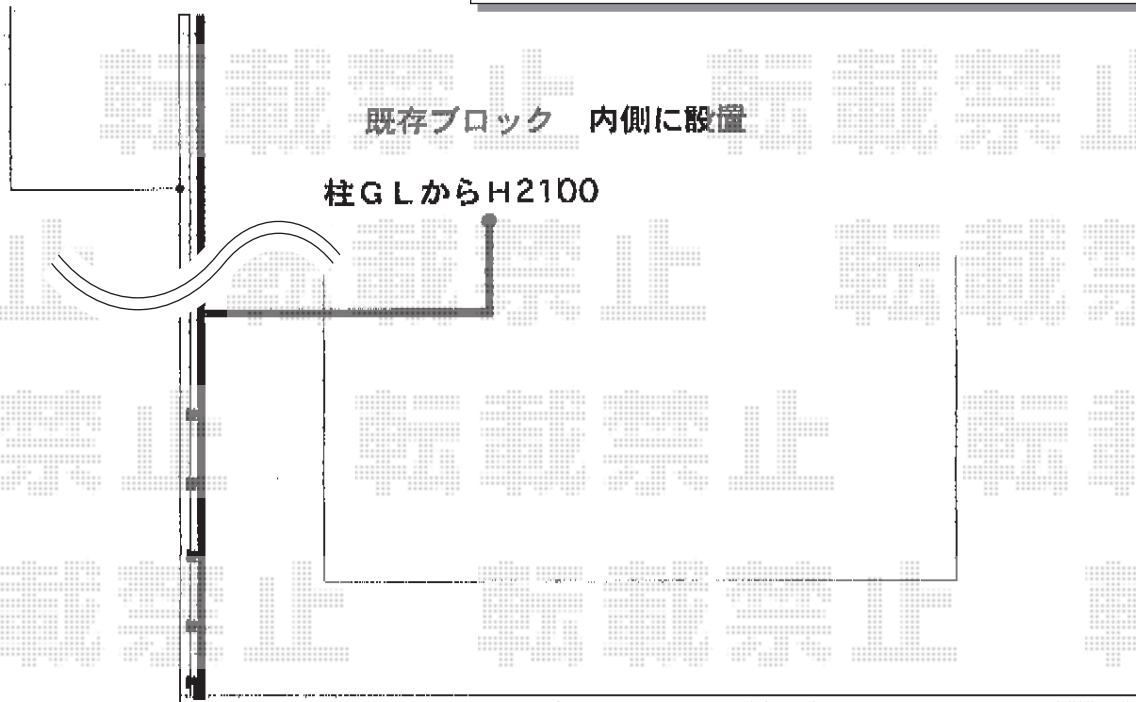 既存ブロック 内側に設置
柱GLからH2100
転載禁止 転載禁止
止 転載禁止 転載
禁止 転載禁止 転載
転載禁止 転載禁止 転